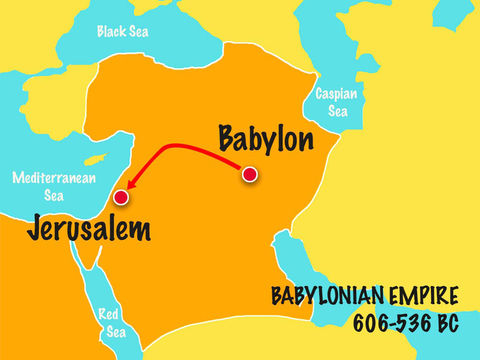 Black Sea
Caspian
Sea
Babylon
Mediterranean
Sea
Jerusalem
Red
Sea
BABYLONIAN EMPIRE
606-536 BC